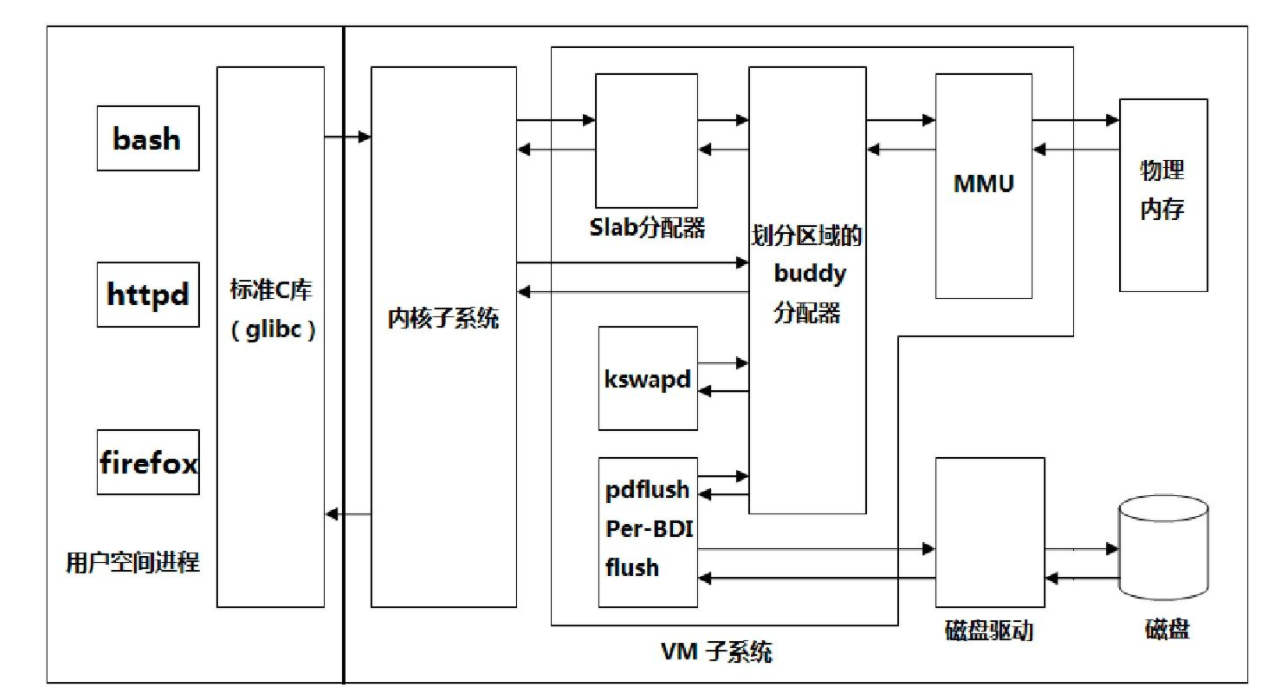 bash
httpd
firefox
用户空间进程
标准C库
（glibc）
内核子系统
Slab分配器
kswapd
pdflush
Per-BDI
flush
划分区域的
buddy
分配器
MMU
物理
内存
磁盘驱动
磁盘
VM 子系统